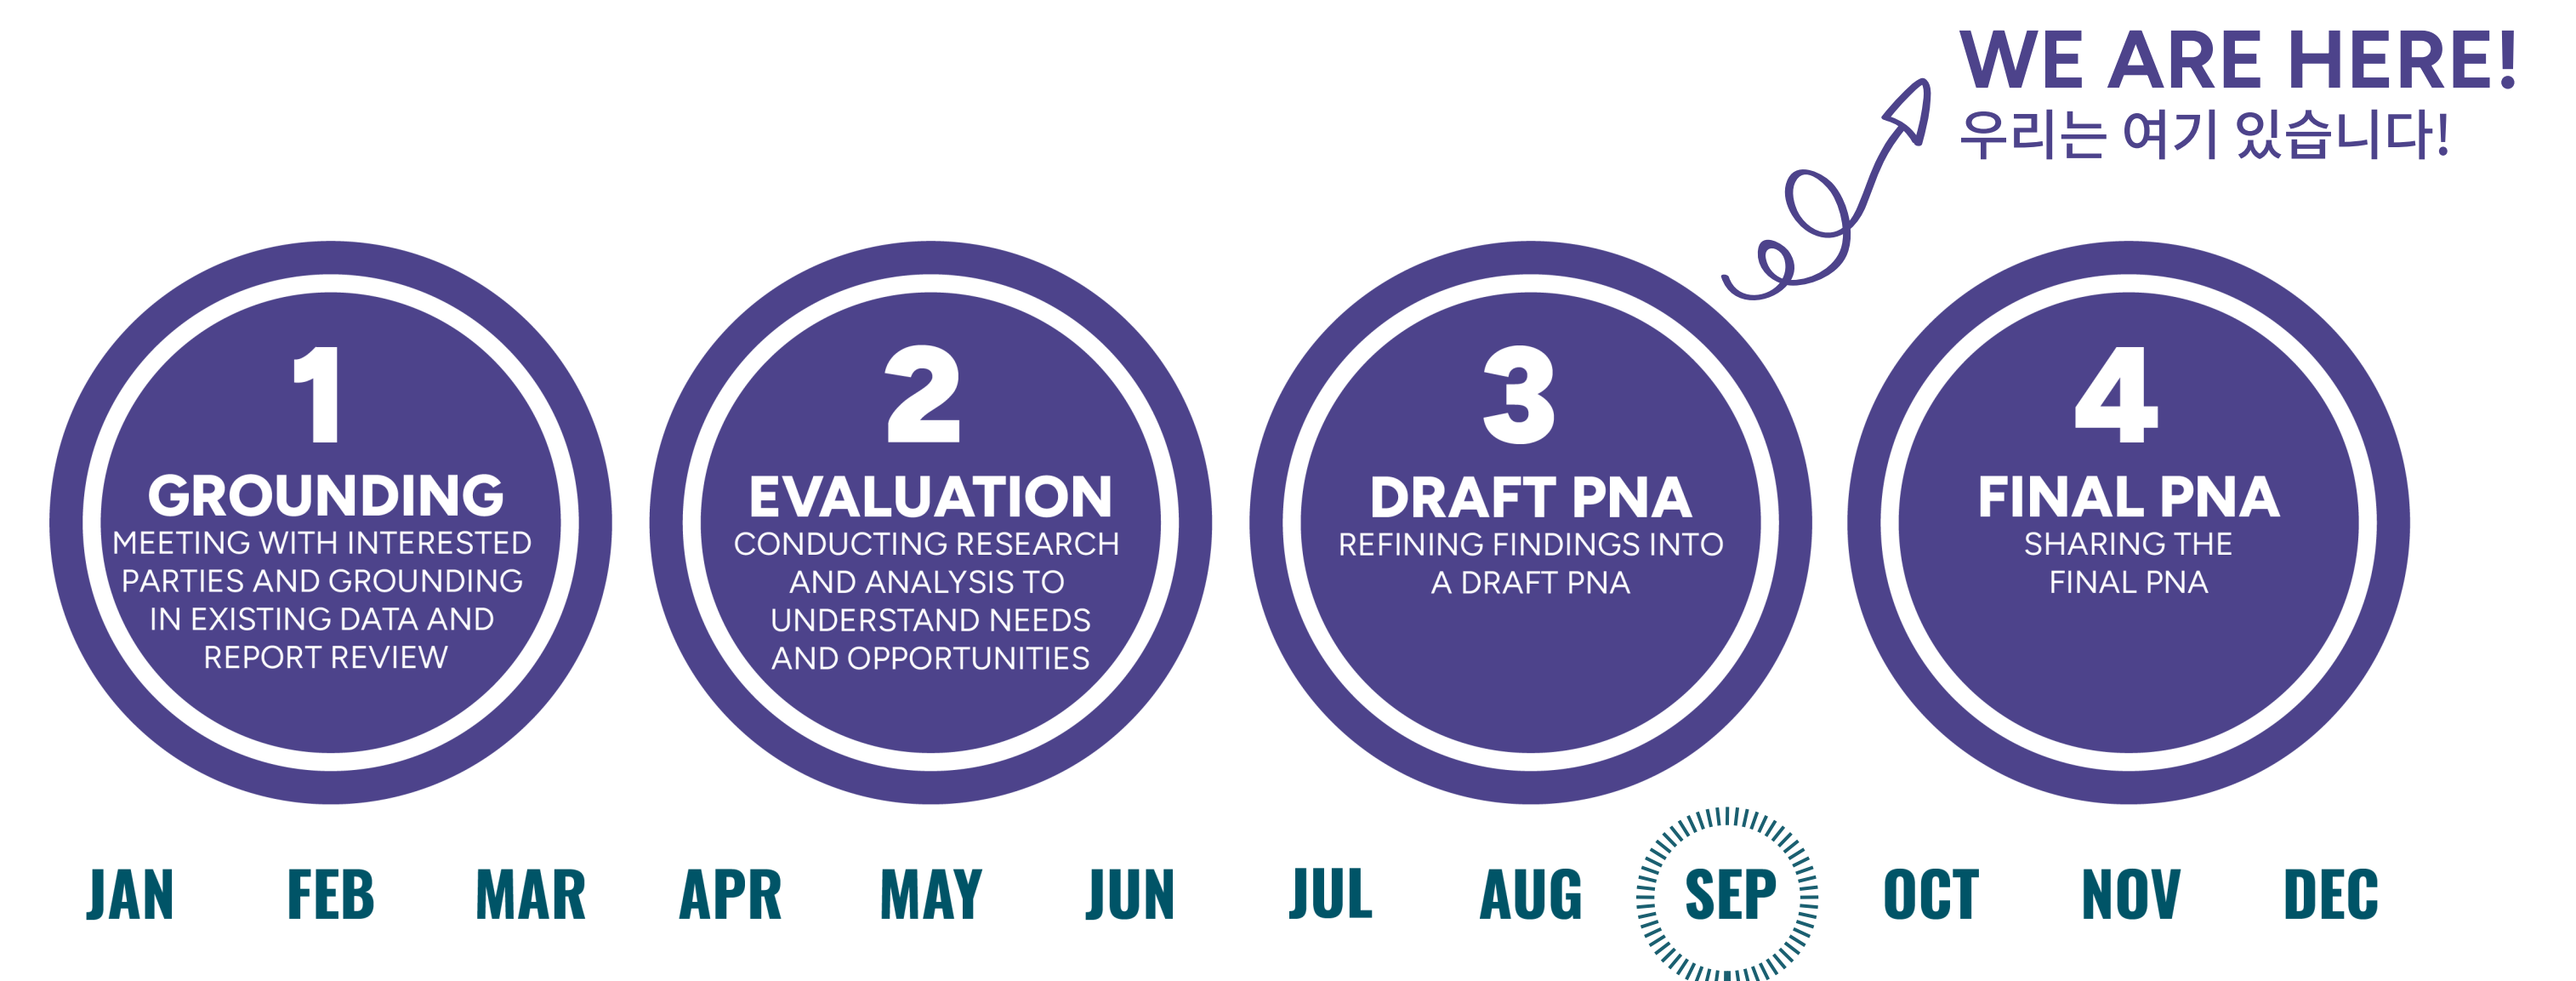 WE ARE HERE!
우리는 여기 있습니다!
1
GROUNDING
MEETING WITH INTERESTED
PARTIES AND GROUNDING
IN EXISTING DATA AND
REPORT REVIEW
2
EVALUATION
CONDUCTING RESEARCH
AND ANALYSIS TO
UNDERSTAND NEEDS
AND OPPORTUNITIES
3
DRAFT PNA
REFINING FINDINGS INTO
A DRAFT PNA
4
FINAL PNA
SHARING THE
FINAL PNA
JAN FEB MAR APR MAY JUN JUL AUG SEP OCT NOV DEC